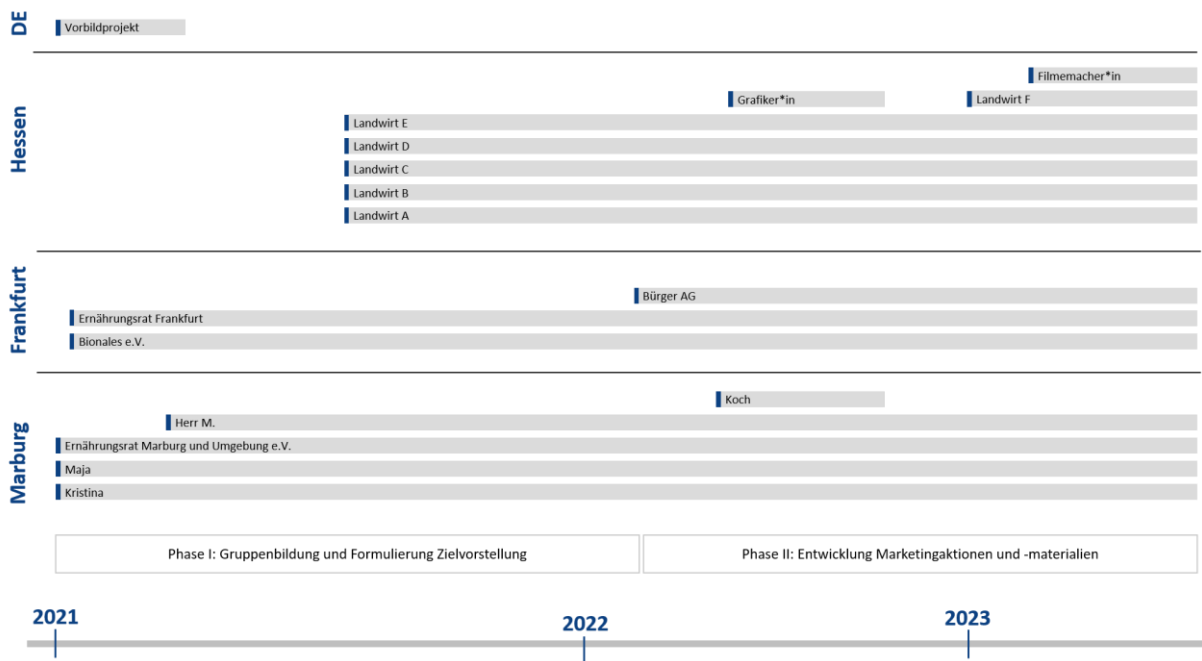 DE
Vorbildprojekt
Hessen
Filmemacher*in
Grafiker*in
Landwirt F
Landwirt E
Landwirt D
Landwirt C
Landwirt B
Landwirt A
Frankfurt
Bürger AG
Ernährungsrat Frankfurt
Bionales e.V.
Marburg
Koch
Herr M.
Ernährungsrat Marburg und Umgebung e.V.
Maja
Kristina
Phase I: Gruppenbildung und Formulierung Zielvorstellung
Phase II: Entwicklung Marketingaktionen und -materialien
2021
2022
2023